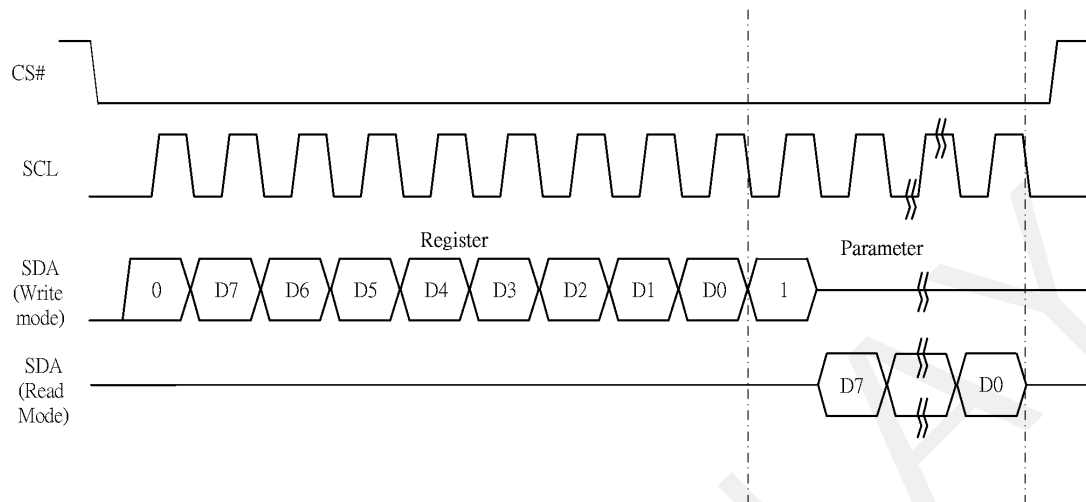 CS#
SCL
Register
Parameter
SDA
(Write
mode)
0 D7 D6 D5 D4 D3 D2 D1 D0 1
SDA
(Read
Mode)
D7 D0